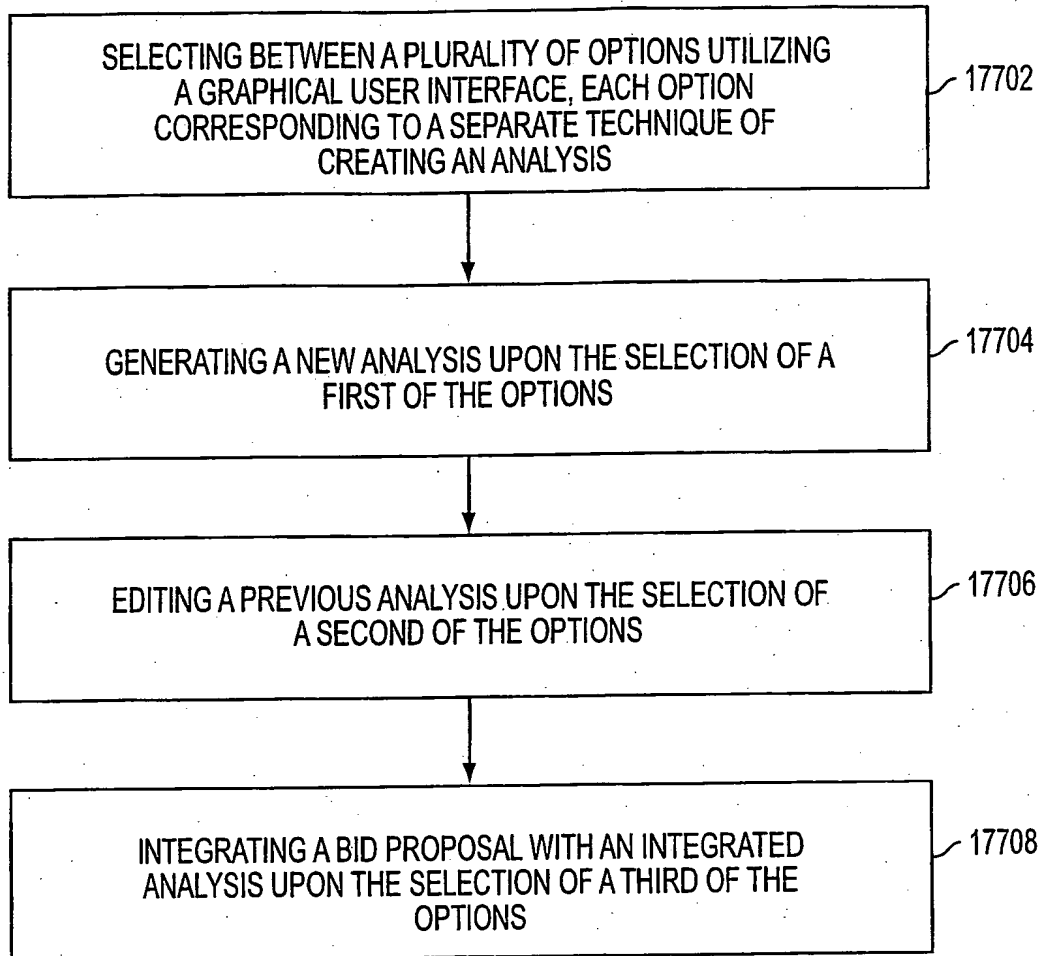 SELECTING BETWEEN A PLURALITY OF OPTIONS UTILIZING
A GRAPHICAL USER INTERFACE, EACH OPTION
CORRESPONDING TO A SEPARATE TECHNIQUE OF
CREATING AN ANALYSIS
17702
GENERATING A NEW ANALYSIS UPON THE SELECTION OF A
FIRST OF THE OPTIONS
17704
EDITING A PREVIOUS ANALYSIS UPON THE SELECTION OF
A SECOND OF THE OPTIONS
17706
INTEGRATING A BID PROPOSAL WITH AN INTEGRATED
ANALYSIS UPON THE SELECTION OF A THIRD OF THE
OPTIONS
17708